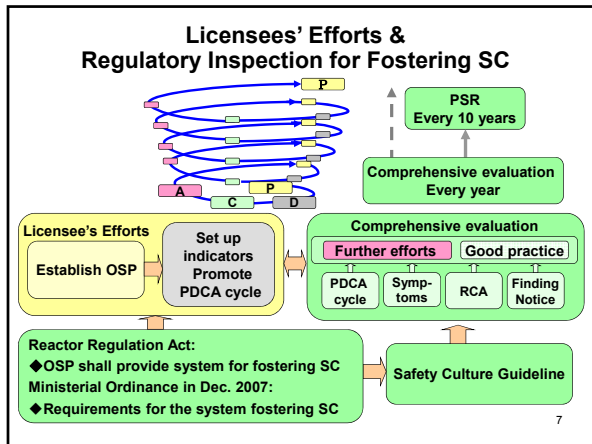 Licensees' Efforts &
Regulatory Inspection for Fostering SC
P
A
P
C
D
PSR
Every 10 years
Comprehensive evaluation
Every year
Licensee's Efforts
Establish OSP
Set up
indicators
Promote
PDCA cycle
Comprehensive evaluation
Further efforts
Good practice
PDCA
cycle
Symp-
toms
RCA
Finding
Notice
Reactor Regulation Act:
◆OSP shall provide system for fostering SC
Ministerial Ordinance in Dec. 2007:
◆Requirements for the system fostering SC
Safety Culture Guideline
7